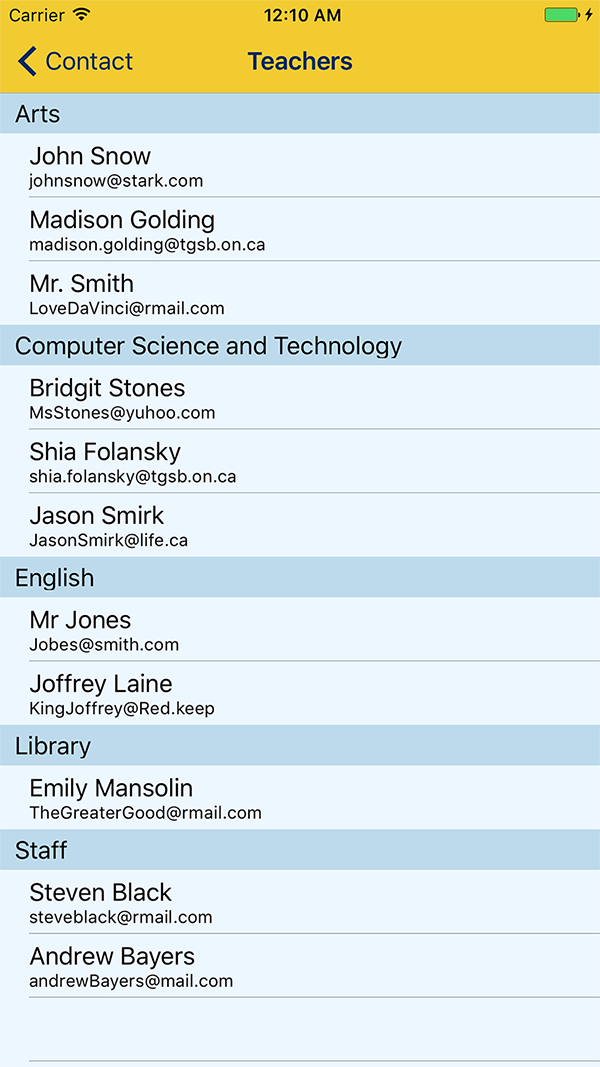 Carrier 12:10 AM
Contact Teachers
Arts
John Snow
johnsnow@stark.com
Madison Golding
madison.golding@tgsb.on.ca
Mr. Smith
LoveDaVinci@rmail.com
Computer Science and Technology
Bridgit Stones
MsStones@yuhoo.com
Shia Folansky
shia.folansky@tgsb.on.ca
Jason Smirk
JasonSmirk@life.ca
English
Mr Jones
Jobes@smith.com
Joffrey Laine
KingJoffrey@Red.keep
Library
Emily Mansolin
TheGreaterGood@rmail.com
Staff
Steven Black
steveblack@rmail.com
Andrew Bayers
andrewBayers@mail.com